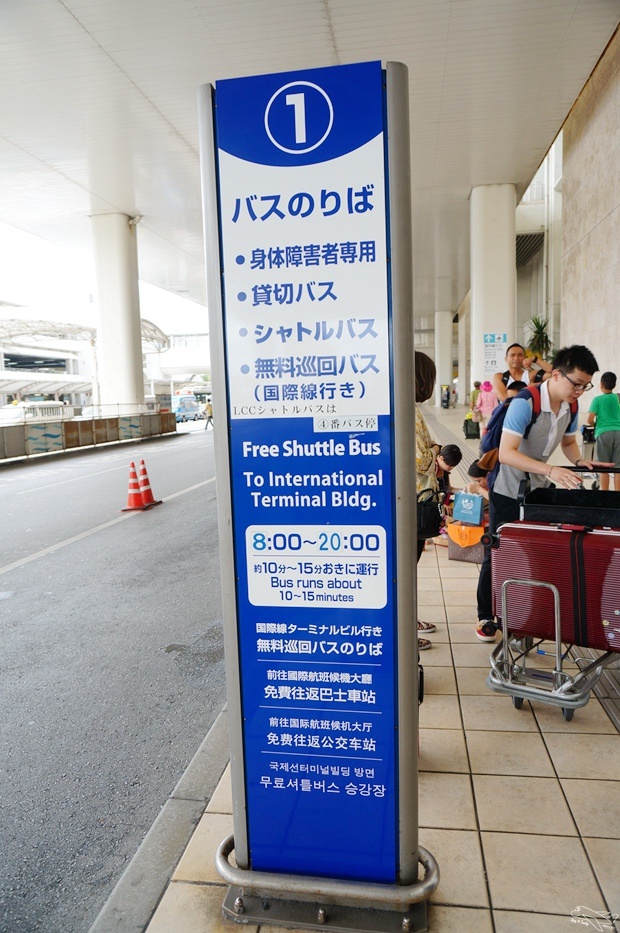 1
バスのりば
・身体障害者専用
・貸切バス
・シャトルバス
・無料巡回バス
(国際線行き)
LCCシャトルバスは
④番バス停
Free Shuttle Bus
To International
Terminal Bldg.
8:00～20:00
約10分～15分おきに運行
Bus runs about
10～15minutes
国際線ターミナルビル行き
無料巡回バスのりば
前往國際航班候機大廳
免費往返巴士車站
前往国际航班候机大厅
免费往返公交车站
국제선터미널빌딩 방면
무료셔틀버스 승강장